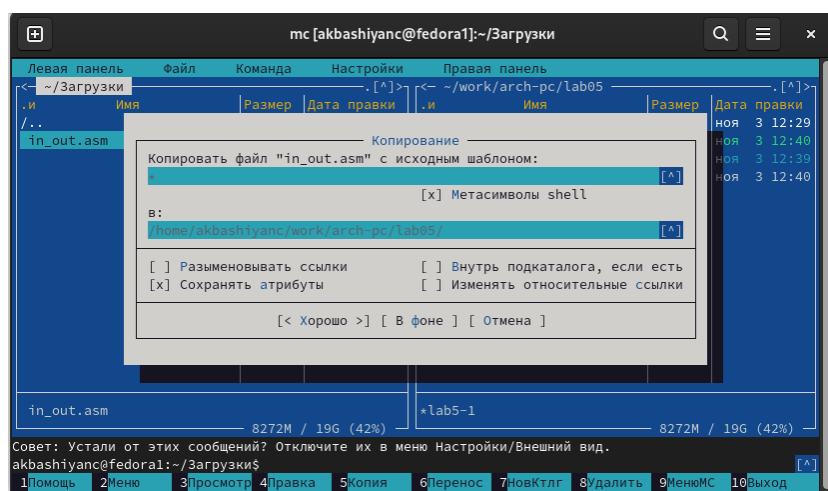 mc [akbashiyanc@fedora1]:~/Загрузки
Левая панель Файл Команда Настройки Правая панель
<— ~/Загрузки .[^]> <— ~/work/arch-pc/lab05 .[^]>
.и Имя Размер Дата правки .и Имя Размер Дата правки
/.. ноя 3 12:29
in_out.asm ноя 3 12:40
Копирование ноя 3 12:39
Копировать файл "in_out.asm" с исходным шаблоном: ноя 3 12:40
* [^]
[x] Метасимволы shell
в:
/home/akbashiyanc/work/arch-pc/lab05/ [^]
[ ] Разыменовывать ссылки [ ] Внутрь подкаталога, если есть
[x] Сохранять атрибуты [ ] Изменять относительные ссылки
[< Хорошо >] [ В фоне ] [ Отмена ]
in_out.asm *lab5-1
8272M / 19G (42%) 8272M / 19G (42%)
Совет: Устали от этих сообщений? Отключите их в меню Настройки/Внешний вид.
akbashiyanc@fedora1:~/Загрузки$ [^]
1Помощь 2Меню 3Просмотр 4Правка 5Копия 6Перенос 7НовКтлг 8Удалить 9МенюМС 10Выход